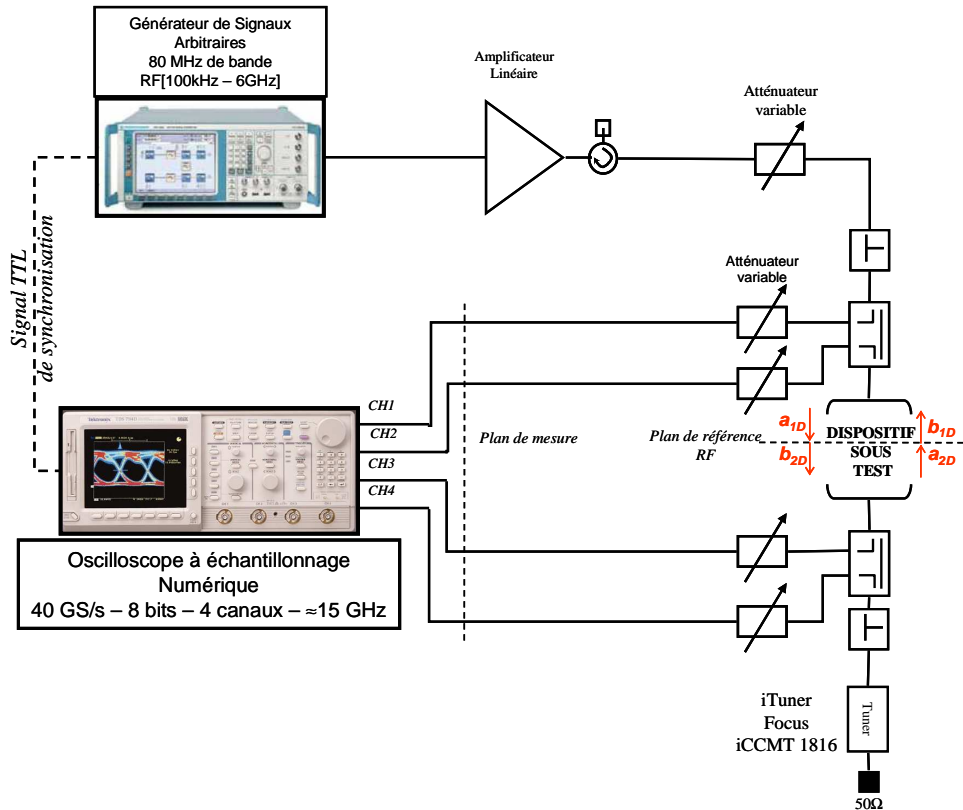 Générateur de Signaux
Arbitraires
80 MHz de bande
RF[100kHz – 6GHz]
Amplificateur
Linéaire
Atténuateur
variable
Signal TTL
de synchronisation
Atténuateur
variable
CH1
CH2
CH3
CH4
Plan de mesure
Plan de référence
RF
a1D
b1D
DISPOSITIF
SOUS
TEST
b2D
a2D
Tektronix
Oscilloscope à échantillonnage
Numérique
40 GS/s – 8 bits – 4 canaux – ≈15 GHz
iTuner
Focus
iCCMT 1816
Tuner
50Ω